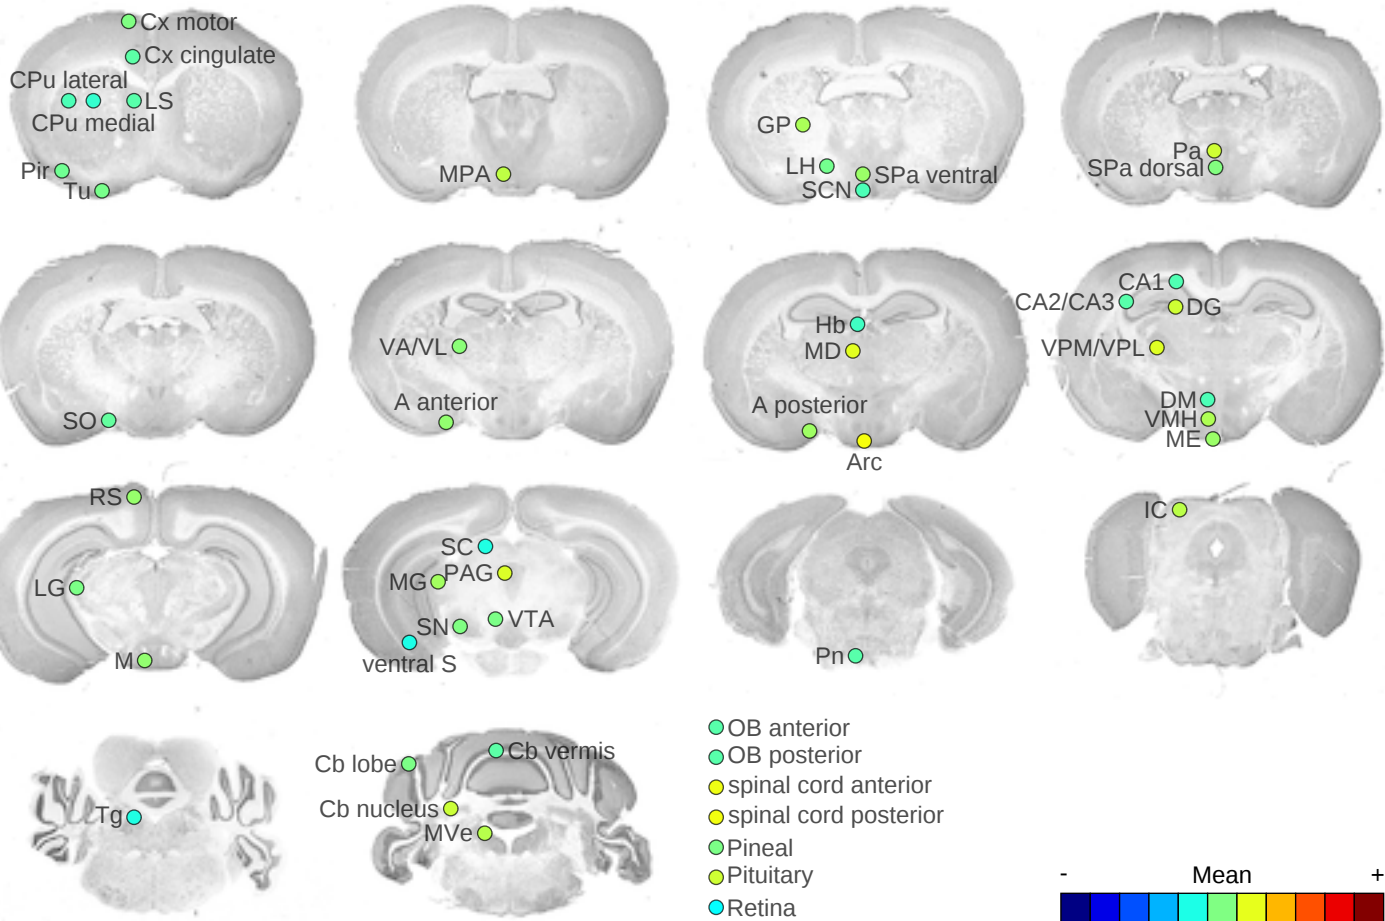 Cx motor
Cx cingulate
CPu lateral
LS
CPu medial
Pir
Tu
MPA
GP
LH
SPa ventral
SCN
Pa
SPa dorsal
SO
VA/VL
A anterior
Hb
MD
A posterior
Arc
CA1
CA2/CA3
DG
VPM/VPL
DM
VMH
ME
RS
LG
M
SC
PAG
MG
VTA
SN
ventral S
Pn
IC
Tg
Cb vermis
Cb lobe
Cb nucleus
MVe
OB anterior
OB posterior
spinal cord anterior
spinal cord posterior
Pineal
Pituitary
Retina
- Mean +